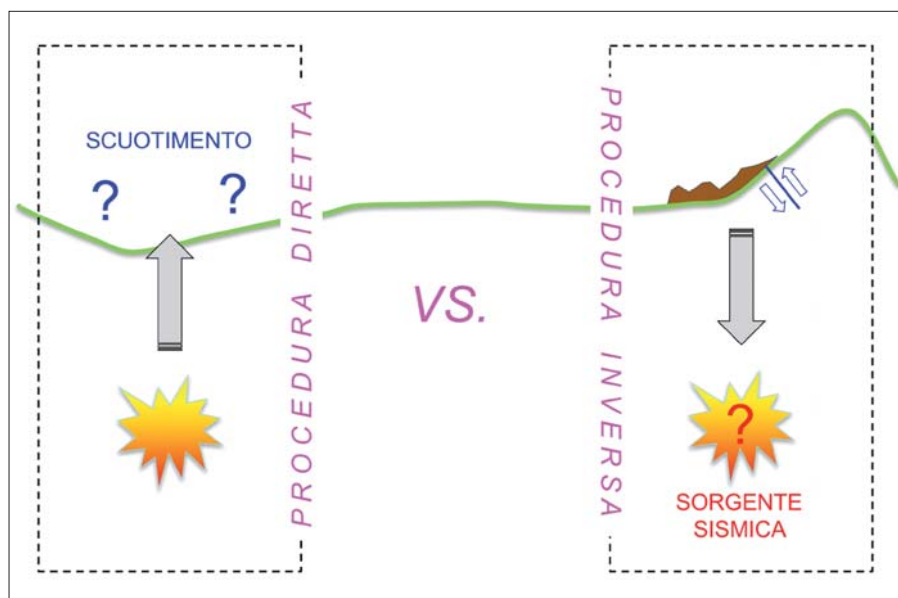 SCUOTIMENTO
? ?
PROCEDURA DIRETTA
VS.
PROCEDURA INVERSA
?
SORGENTE
SISMICA